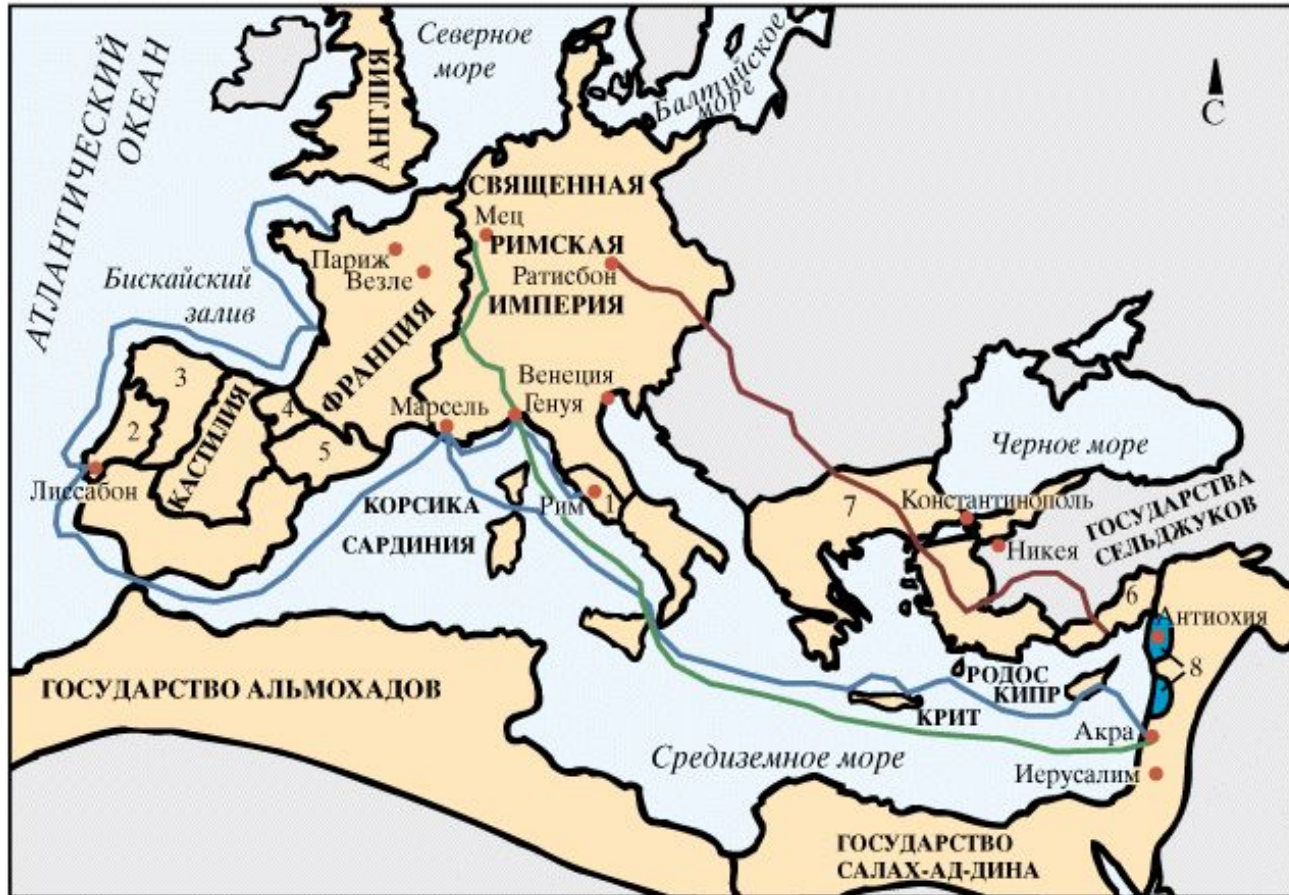 АТЛАНТИЧЕСКИЙ
ОКЕАН
Северное
море
Балтийское
море
С
АНГЛИЯ
СВЯЩЕННАЯ
Мец
РИМСКАЯ
Париж
Везле
Ратисбон
ИМПЕРИЯ
Бискайский
залив
ФРАНЦИЯ
Венеция
Генуя
Марсель
3
4
2
5
КАСТИЛИЯ
Лиссабон
Черное море
КОРСИКА
САРДИНИЯ
Рим
1
7
Константинополь
Никея
ГОСУДАРСТВА
СЕЛЬДЖУКОВ
6
Антиохия
8
РОДОС
КИПР
КРИТ
ГОСУДАРСТВО АЛЬМОХАДОВ
Акра
Средиземное море
Иерусалим
ГОСУДАРСТВО
САЛАХ-АД-ДИНА